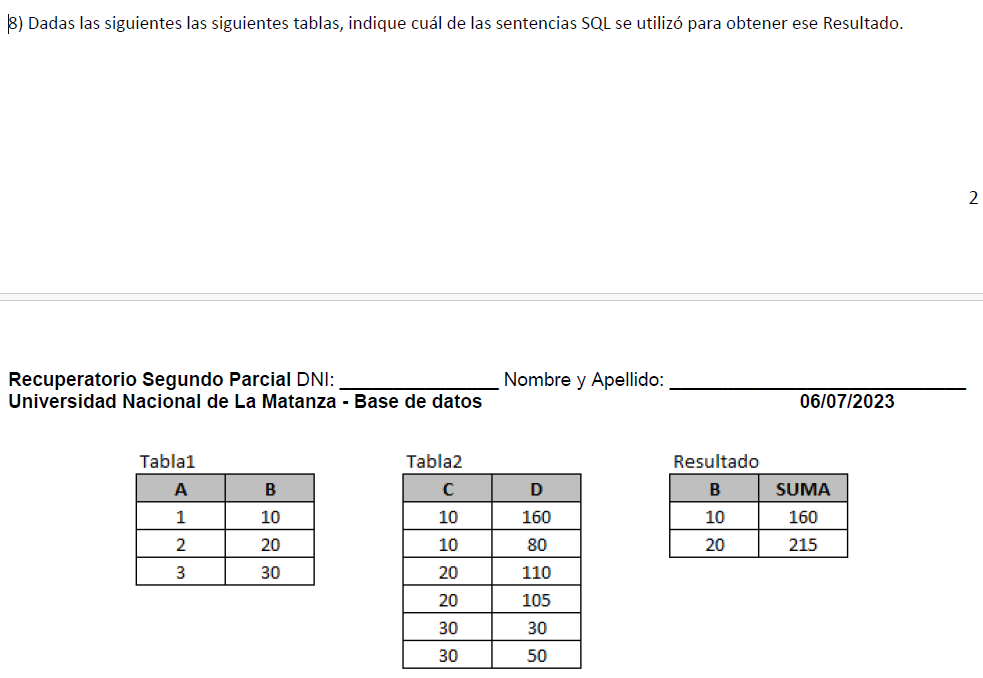 8) Dadas las siguientes las siguientes tablas, indique cuál de las sentencias SQL se utilizó para obtener ese Resultado.
2
Recuperatorio Segundo Parcial DNI: _______________ Nombre y Apellido: ____________________________
Universidad Nacional de La Matanza - Base de datos 06/07/2023
Tabla1
A B
1 10
2 20
3 30
Tabla2
C D
10 160
10 80
20 110
20 105
30 30
30 50
Resultado
B SUMA
10 160
20 215